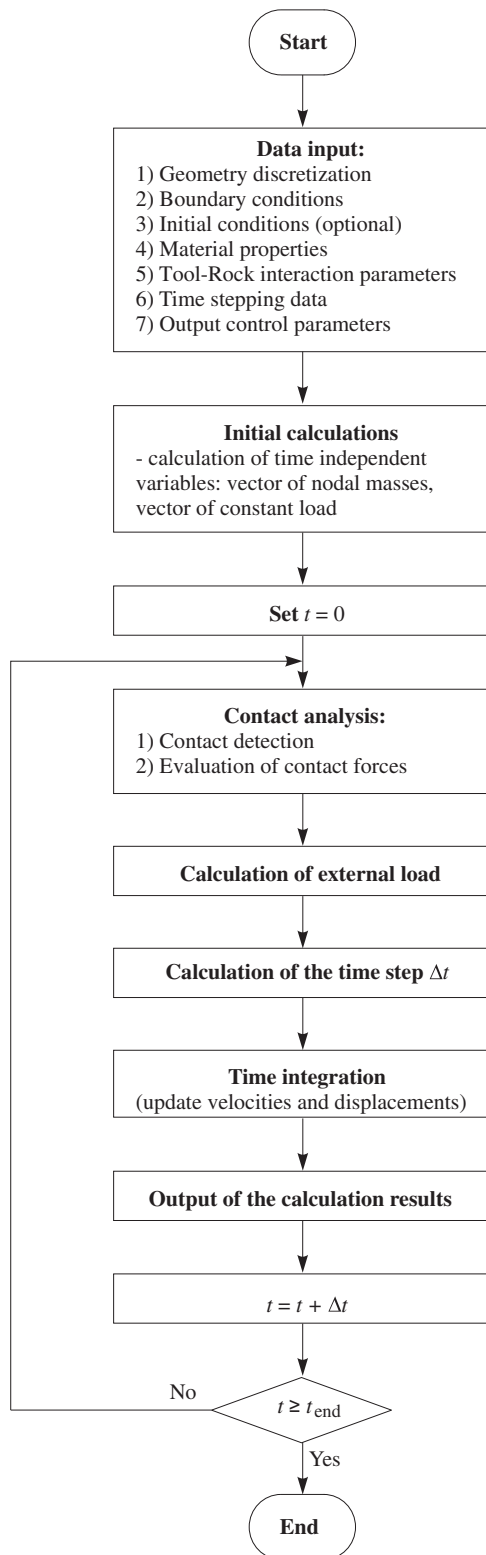 Start
Data input:
1) Geometry discretization
2) Boundary conditions
3) Initial conditions (optional)
4) Material properties
5) Tool-Rock interaction parameters
6) Time stepping data
7) Output control parameters
Initial calculations
- calculation of time independent
variables: vector of nodal masses,
vector of constant load
Set t = 0
Contact analysis:
1) Contact detection
2) Evaluation of contact forces
Calculation of external load
Calculation of the time step Δt
Time integration
(update velocities and displacements)
Output of the calculation results
t = t + Δt
No
t ≥ tend
Yes
End